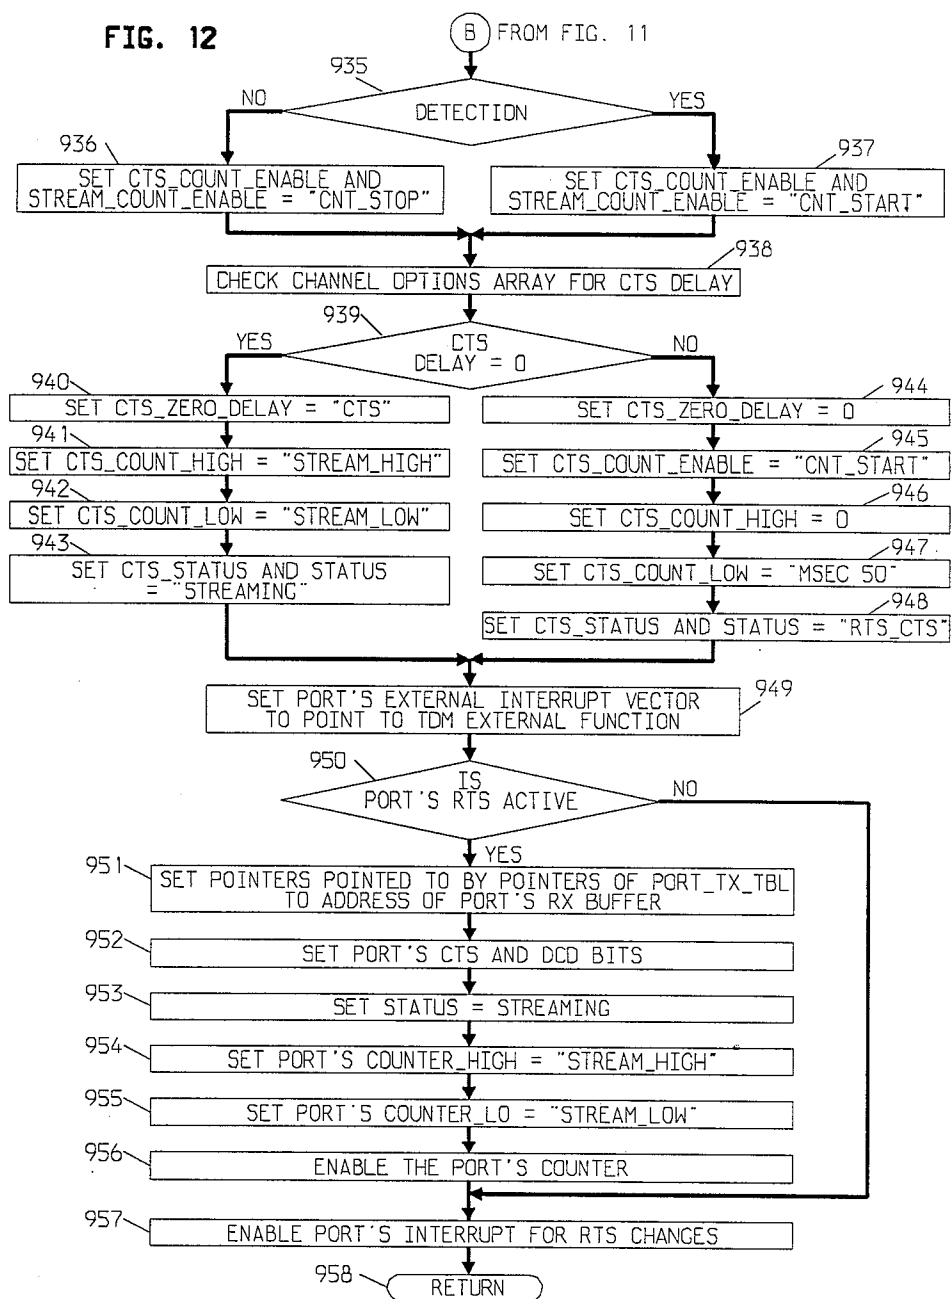 FIG. 12
B FROM FIG. 11
935
DETECTION
NO
YES
936
SET CTS_COUNT_ENABLE AND
STREAM_COUNT_ENABLE = "CNT_STOP"
937
SET CTS_COUNT_ENABLE AND
STREAM_COUNT_ENABLE = "CNT_START"
938
CHECK CHANNEL OPTIONS ARRAY FOR CTS DELAY
939
CTS
DELAY = 0
YES
NO
940
SET CTS_ZERO_DELAY = "CTS"
941
SET CTS_COUNT_HIGH = "STREAM_HIGH"
942
SET CTS_COUNT_LOW = "STREAM_LOW"
943
SET CTS_STATUS AND STATUS
= "STREAMING"
944
SET CTS_ZERO_DELAY = 0
945
SET CTS_COUNT_ENABLE = "CNT_START"
946
SET CTS_COUNT_HIGH = 0
947
SET CTS_COUNT_LOW = "MSEC 50"
948
SET CTS_STATUS AND STATUS = "RTS_CTS"
949
SET PORT'S EXTERNAL INTERRUPT VECTOR
TO POINT TO TDM EXTERNAL FUNCTION
950
IS
PORT'S RTS ACTIVE
NO
YES
951
SET POINTERS POINTED TO BY POINTERS OF PORT_TX_TBL
TO ADDRESS OF PORT'S RX BUFFER
952
SET PORT'S CTS AND DCD BITS
953
SET STATUS = STREAMING
954
SET PORT'S COUNTER_HIGH = "STREAM_HIGH"
955
SET PORT'S COUNTER_LO = "STREAM_LOW"
956
ENABLE THE PORT'S COUNTER
957
ENABLE PORT'S INTERRUPT FOR RTS CHANGES
958
RETURN